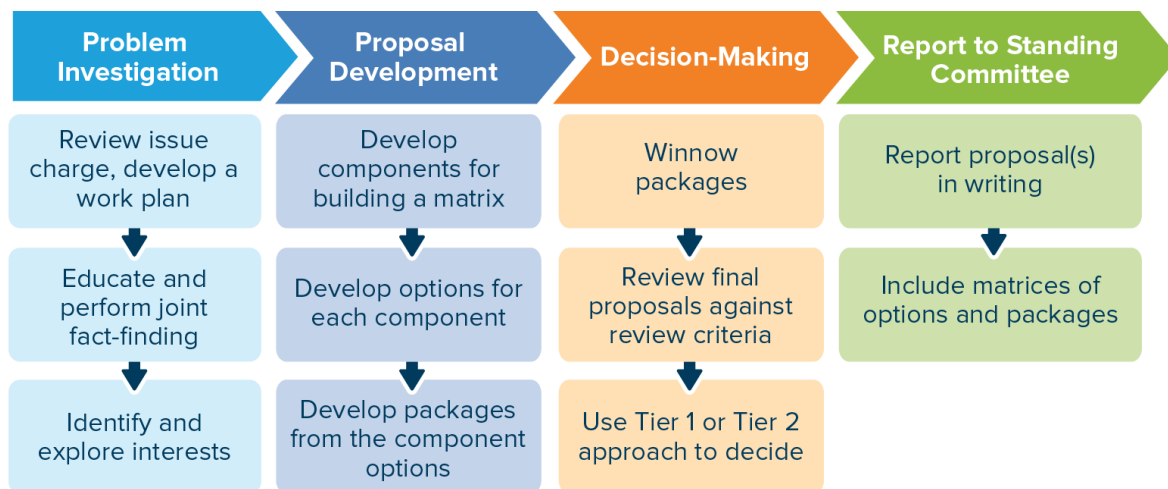 Problem
Investigation
Proposal
Development
Decision-Making
Report to Standing
Committee
Review issue
charge, develop a
work plan
Educate and
perform joint
fact-finding
Identify and
explore interests
Develop
components for
building a matrix
Develop options for
each component
Develop packages
from the component
options
Winnow
packages
Review final
proposals against
review criteria
Use Tier 1 or Tier 2
approach to decide
Report proposal(s)
in writing
Include matrices of
options and packages